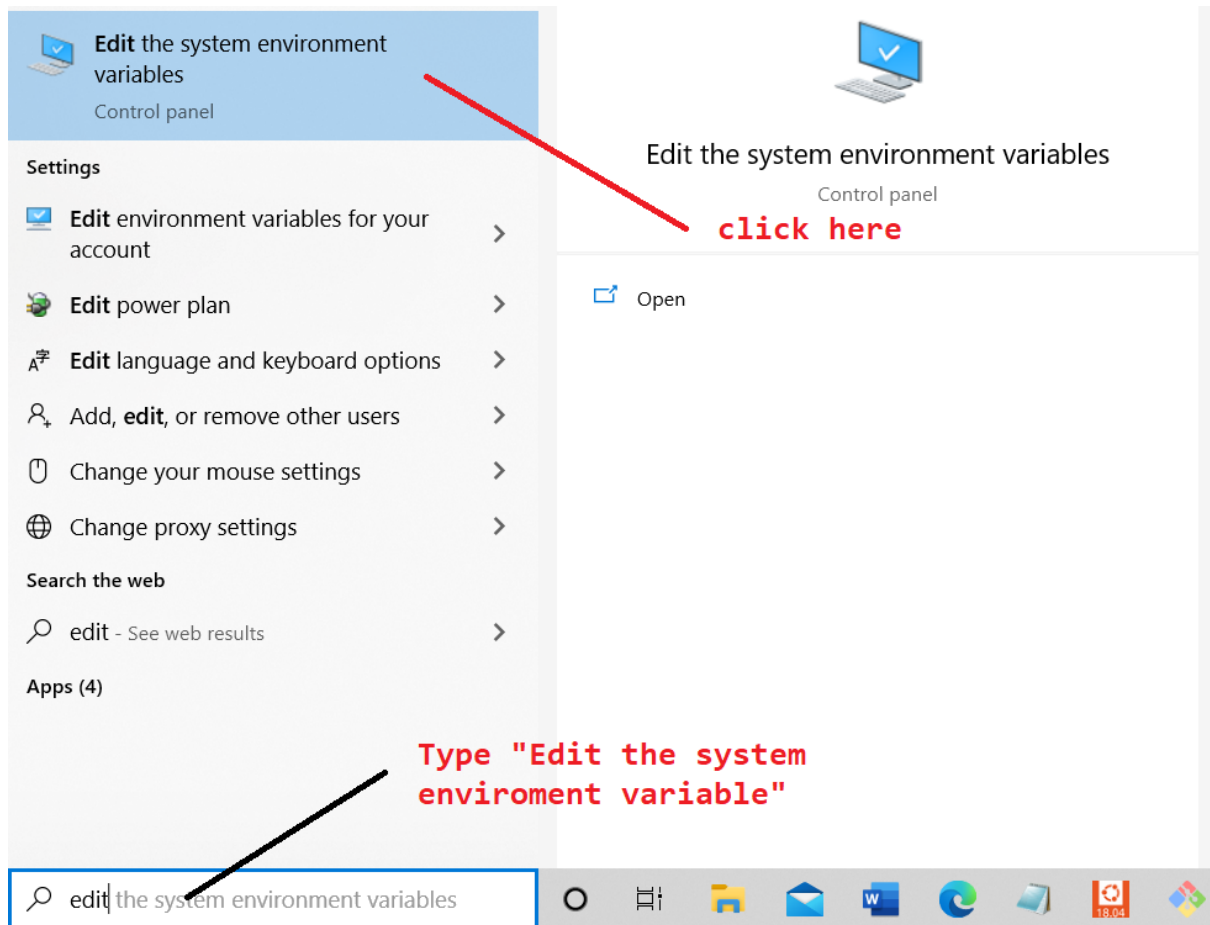 Edit the system environment
variables
Control panel
Settings
Edit environment variables for your
account
Edit power plan
Edit language and keyboard options
Add, edit, or remove other users
Change your mouse settings
Change proxy settings
Search the web
edit - See web results
Apps (4)
Edit the system environment variables
Control panel
click here
Open
Type "Edit the system
enviroment variable"
edit the system environment variables
W
18.04